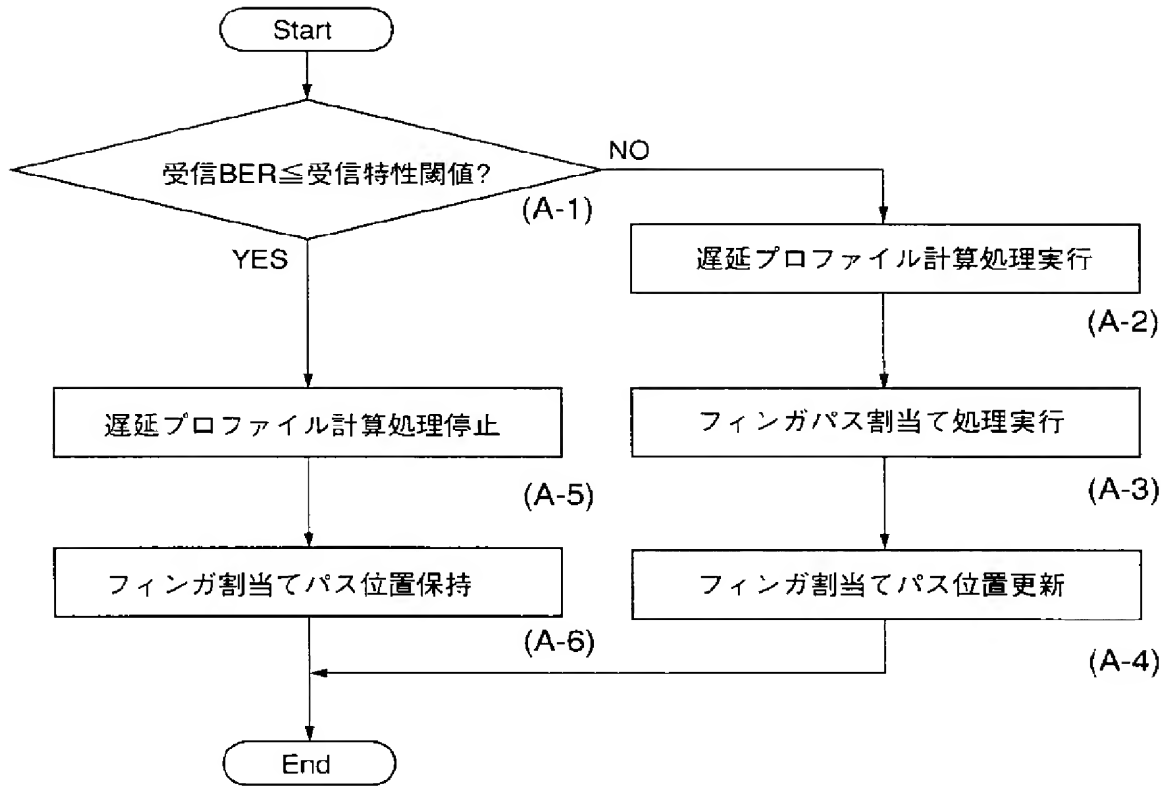 Start
受信BER≦受信特性閾値?
(A-1)
NO
YES
遅延プロファイル計算処理実行
(A-2)
遅延プロファイル計算処理停止
(A-5)
フィンガパス割当て処理実行
(A-3)
フィンガ割当てパス位置保持
(A-6)
フィンガ割当てパス位置更新
(A-4)
End